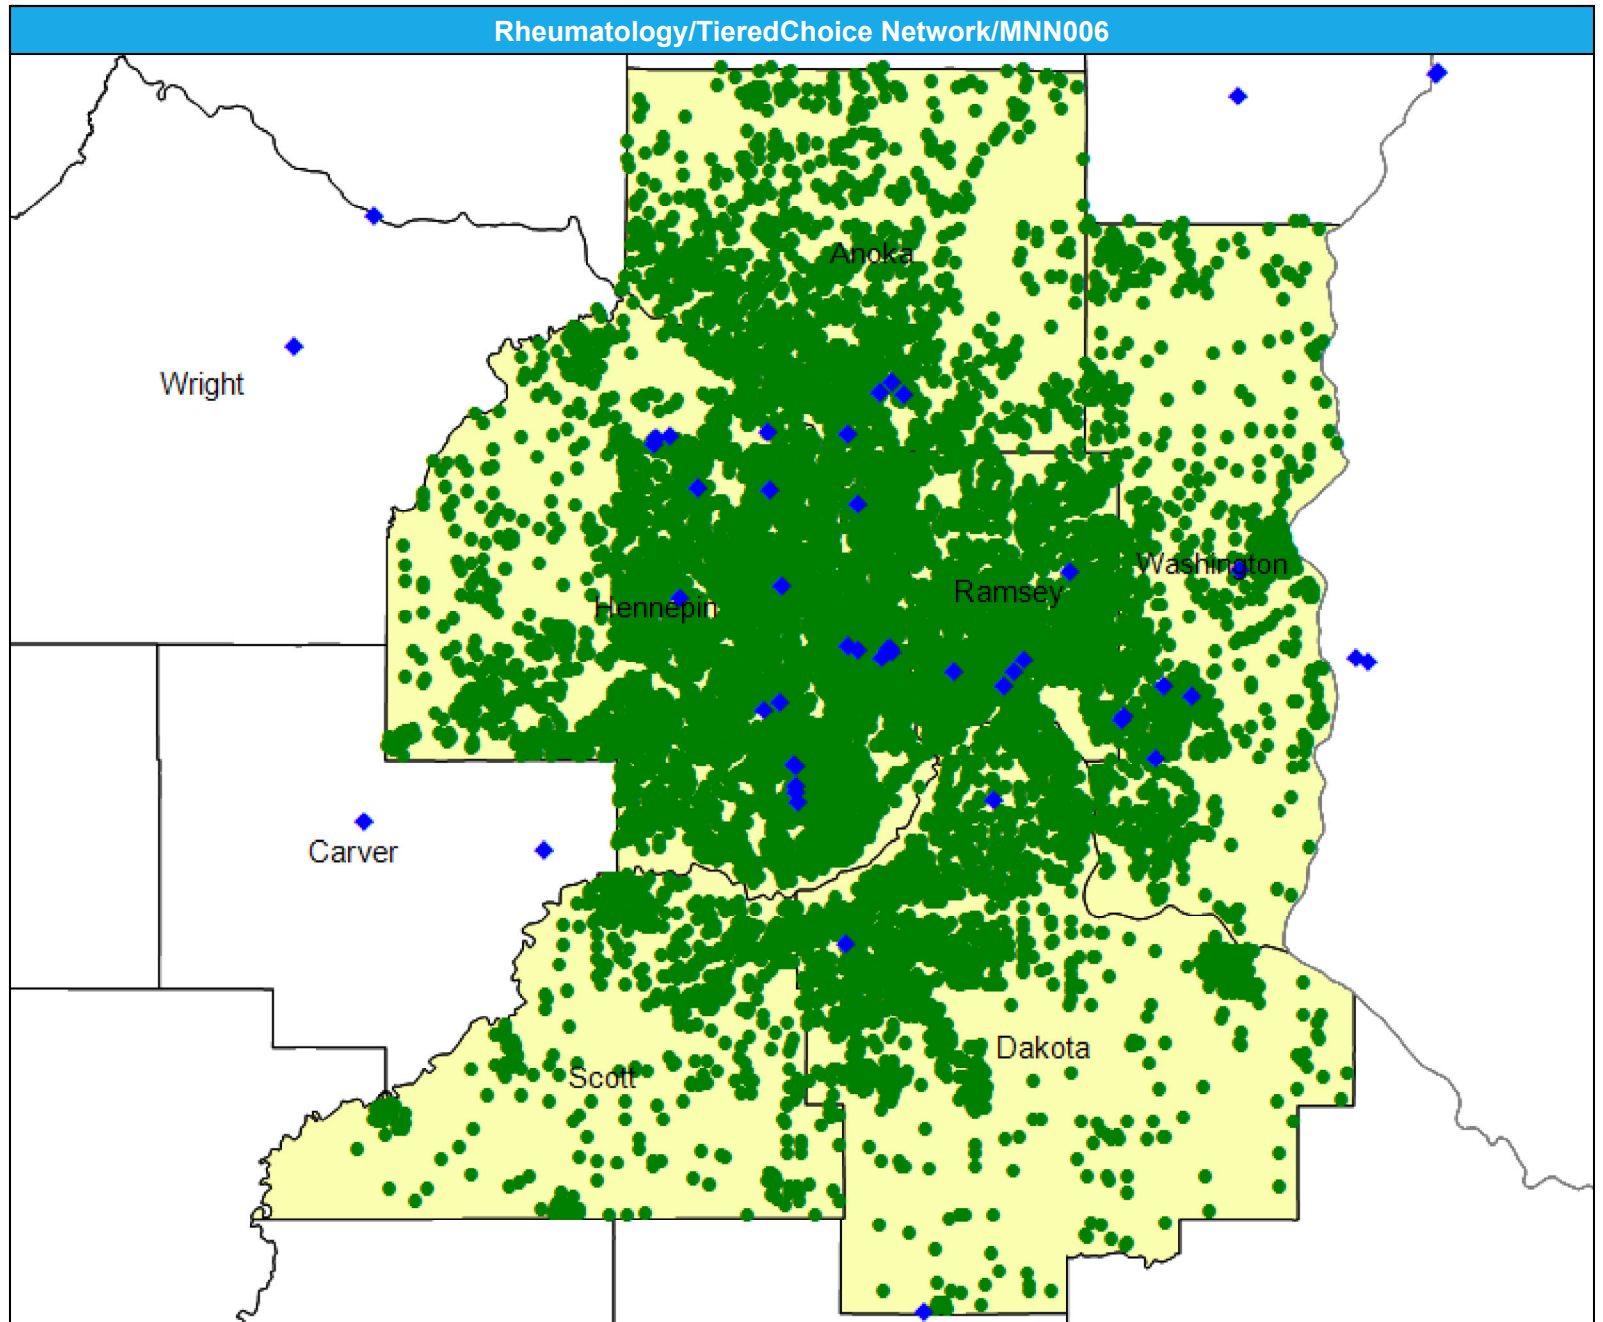 Rheumatology/TieredChoice Network/MNN006
Anoka
Wright
Washington
Ramsey
Hennepin
Carver
Dakota
Scott